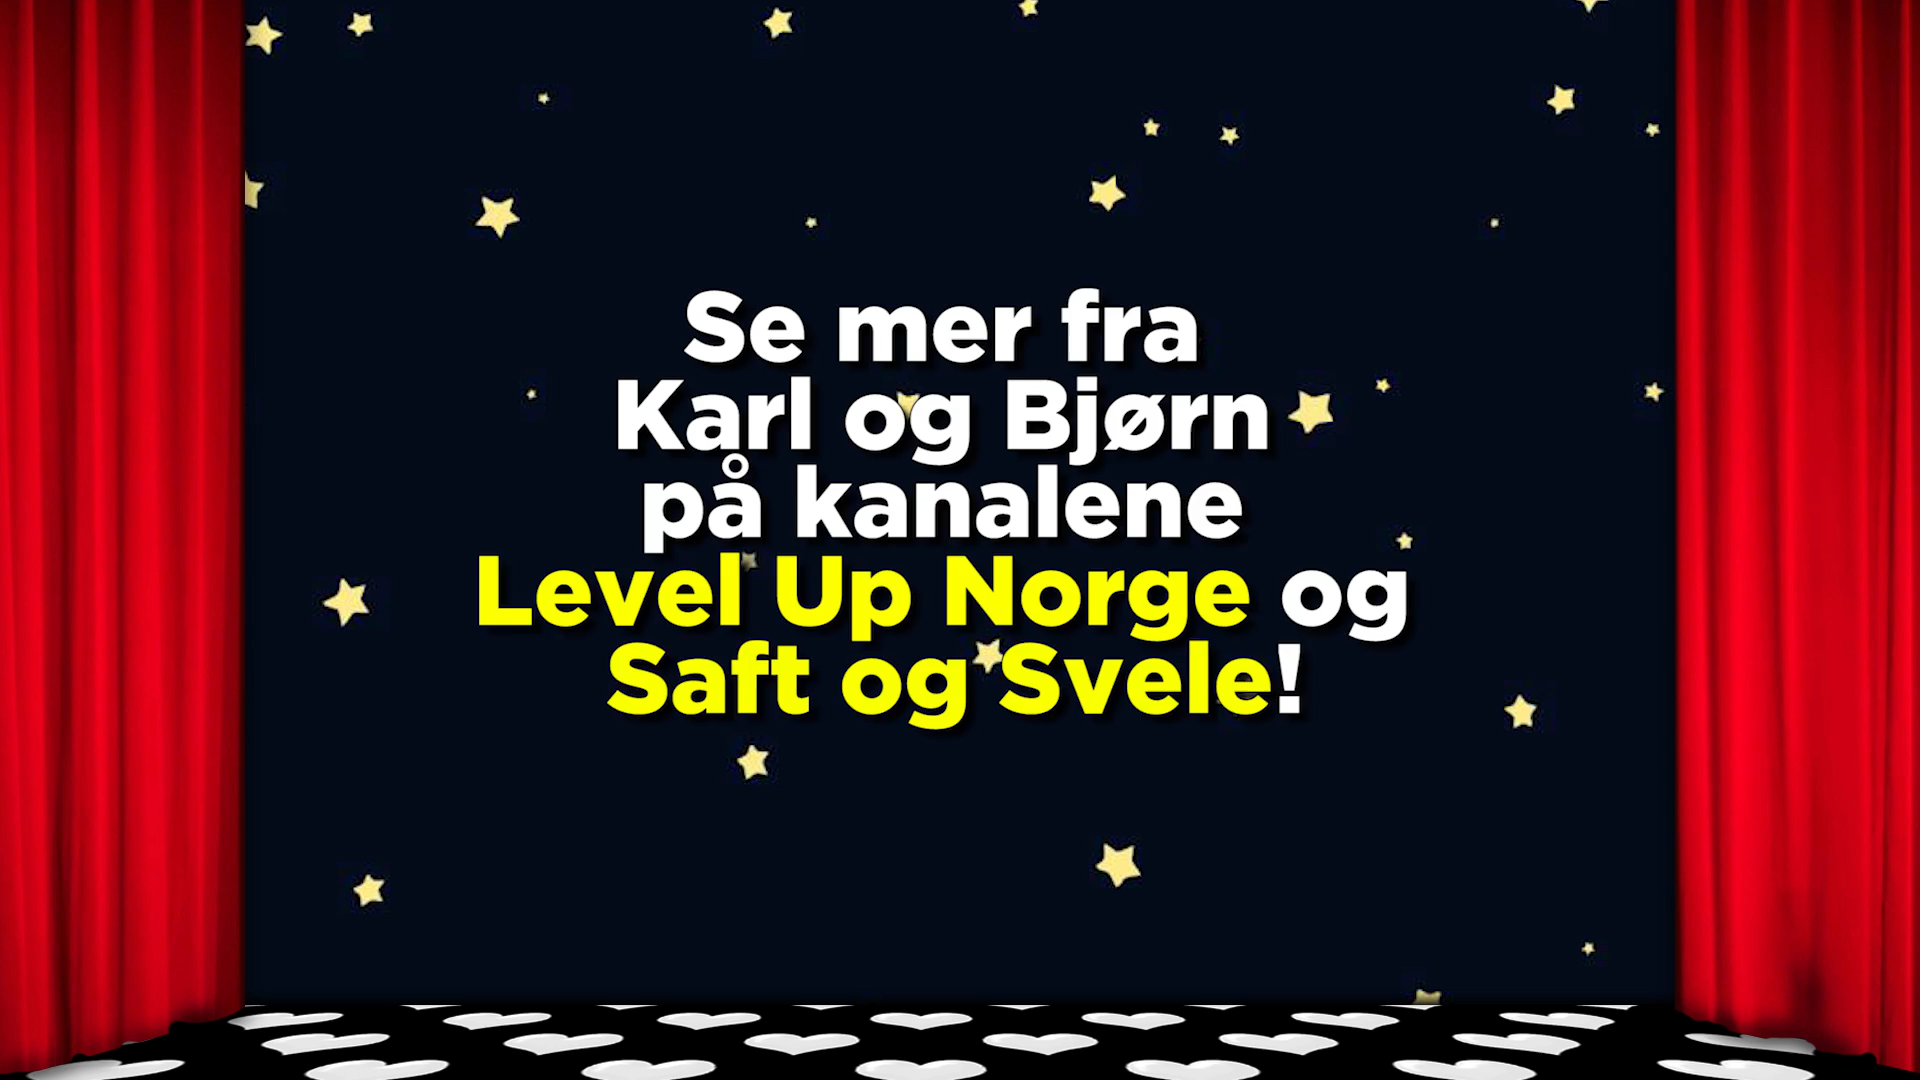 Se mer fra
Karl og Bjørn
på kanalene
Level Up Norge og
Saft og Svele!